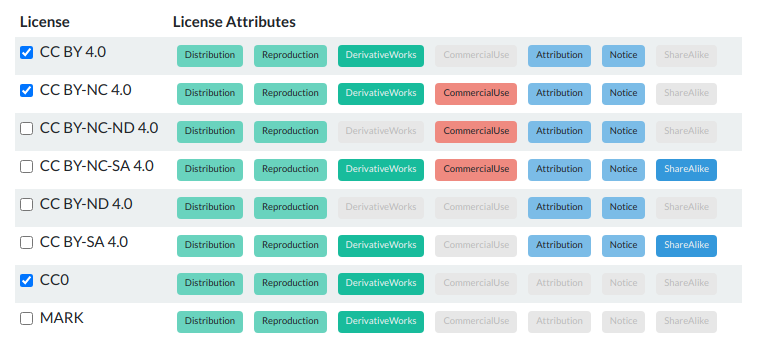 License License Attributes
CC BY 4.0 Distribution Reproduction DerivativeWorks CommercialUse Attribution Notice ShareAlike
CC BY-NC 4.0 Distribution Reproduction DerivativeWorks CommercialUse Attribution Notice ShareAlike
CC BY-NC-ND 4.0 Distribution Reproduction DerivativeWorks CommercialUse Attribution Notice ShareAlike
CC BY-NC-SA 4.0 Distribution Reproduction DerivativeWorks CommercialUse Attribution Notice ShareAlike
CC BY-ND 4.0 Distribution Reproduction DerivativeWorks CommercialUse Attribution Notice ShareAlike
CC BY-SA 4.0 Distribution Reproduction DerivativeWorks CommercialUse Attribution Notice ShareAlike
CC0 Distribution Reproduction DerivativeWorks CommercialUse Attribution Notice ShareAlike
MARK Distribution Reproduction DerivativeWorks CommercialUse Attribution Notice ShareAlike